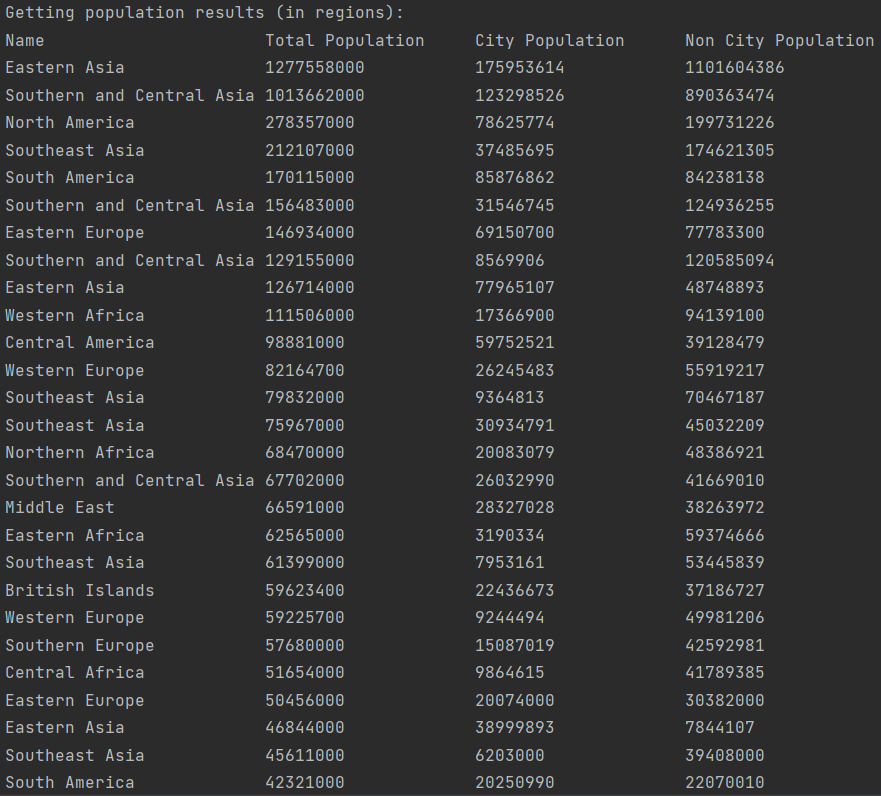 Getting population results (in regions):
Name Total Population City Population Non City Population
Eastern Asia 1277558000 175953614 1101604386
Southern and Central Asia 1013662000 123298526 890363474
North America 278357000 78625774 199731226
Southeast Asia 212107000 37485695 174621305
South America 170115000 85876862 84238138
Southern and Central Asia 156483000 31546745 124936255
Eastern Europe 146934000 69150700 77783300
Southern and Central Asia 129155000 8569906 120585094
Eastern Asia 126714000 77965107 48748893
Western Africa 111506000 17366900 94139100
Central America 98881000 59752521 39128479
Western Europe 82164700 26245483 55919217
Southeast Asia 79832000 9364813 70467187
Southeast Asia 75967000 30934791 45032209
Northern Africa 68470000 20083079 48386921
Southern and Central Asia 67702000 26032990 41669010
Middle East 66591000 28327028 38263972
Eastern Africa 62565000 3190334 59374666
Southeast Asia 61399000 7953161 53445839
British Islands 59623400 22436673 37186727
Western Europe 59225700 9244494 49981206
Southern Europe 57680000 15087019 42592981
Central Africa 51654000 9864615 41789385
Eastern Europe 50456000 20074000 30382000
Eastern Asia 46844000 38999893 7844107
Southeast Asia 45611000 6203000 39408000
South America 42321000 20250990 22070010